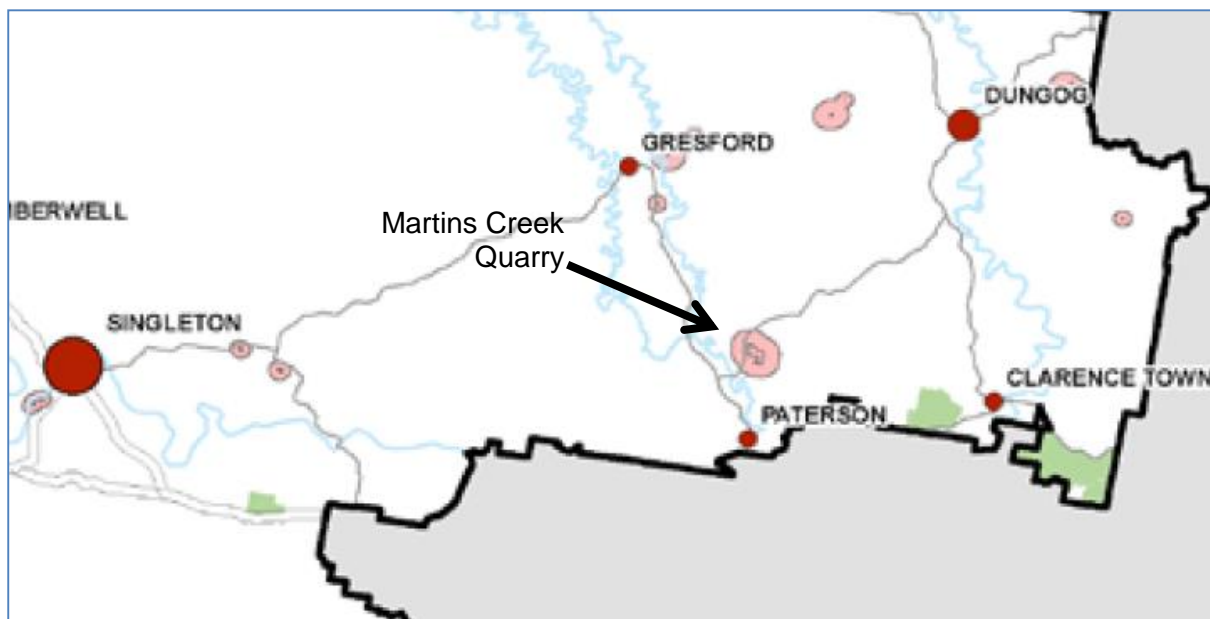 DUNGOG
GRESFORD
IBERWELL
Martins Creek
Quarry
SINGLETON
CLARENCE TOWN
PATERSON